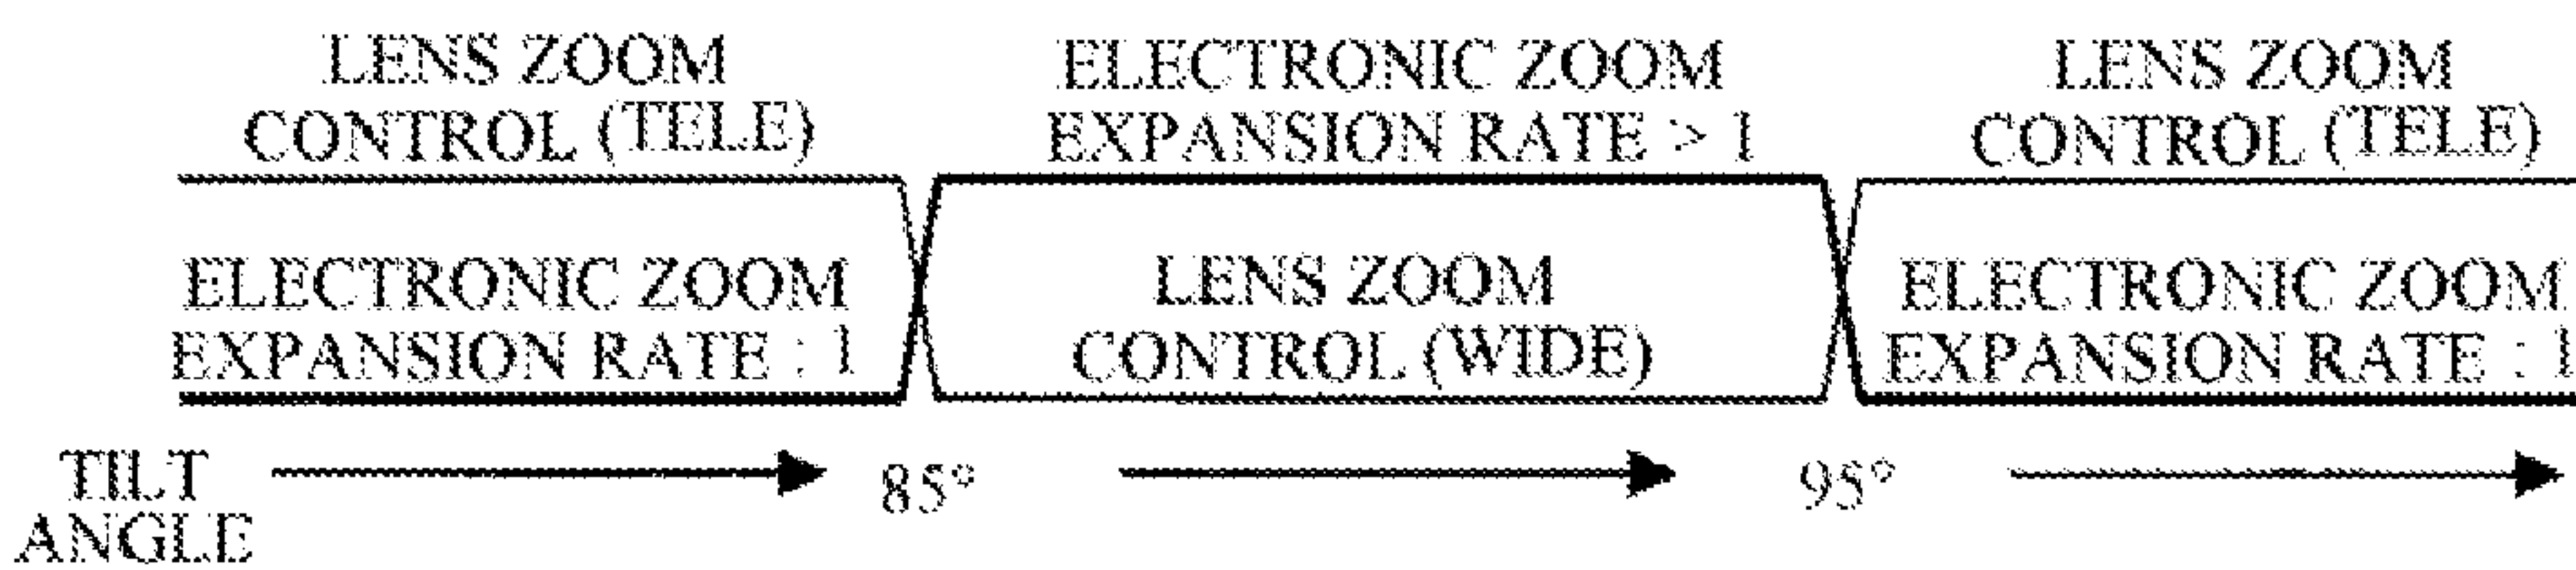 LENS ZOOM
CONTROL (TELE)
ELECTRONIC ZOOM
EXPANSION RATE > 1
LENS ZOOM
CONTROL (TELE)
ELECTRONIC ZOOM
EXPANSION RATE : 1
LENS ZOOM
CONTROL (WIDE)
ELECTRONIC ZOOM
EXPANSION RATE : 1
TILT
ANGLE
85°
95°